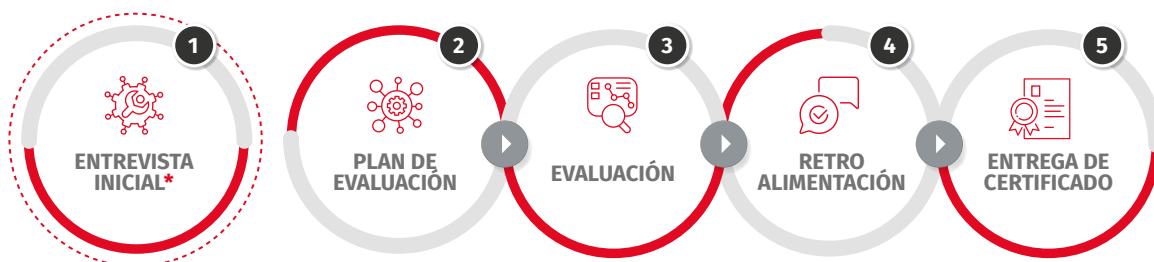 1
ENTREVISTA
INICIAL*
2
PLAN DE
EVALUACIÓN
3
EVALUACIÓN
4
RETRO
ALIMENTACIÓN
5
ENTREGA DE
CERTIFICADO